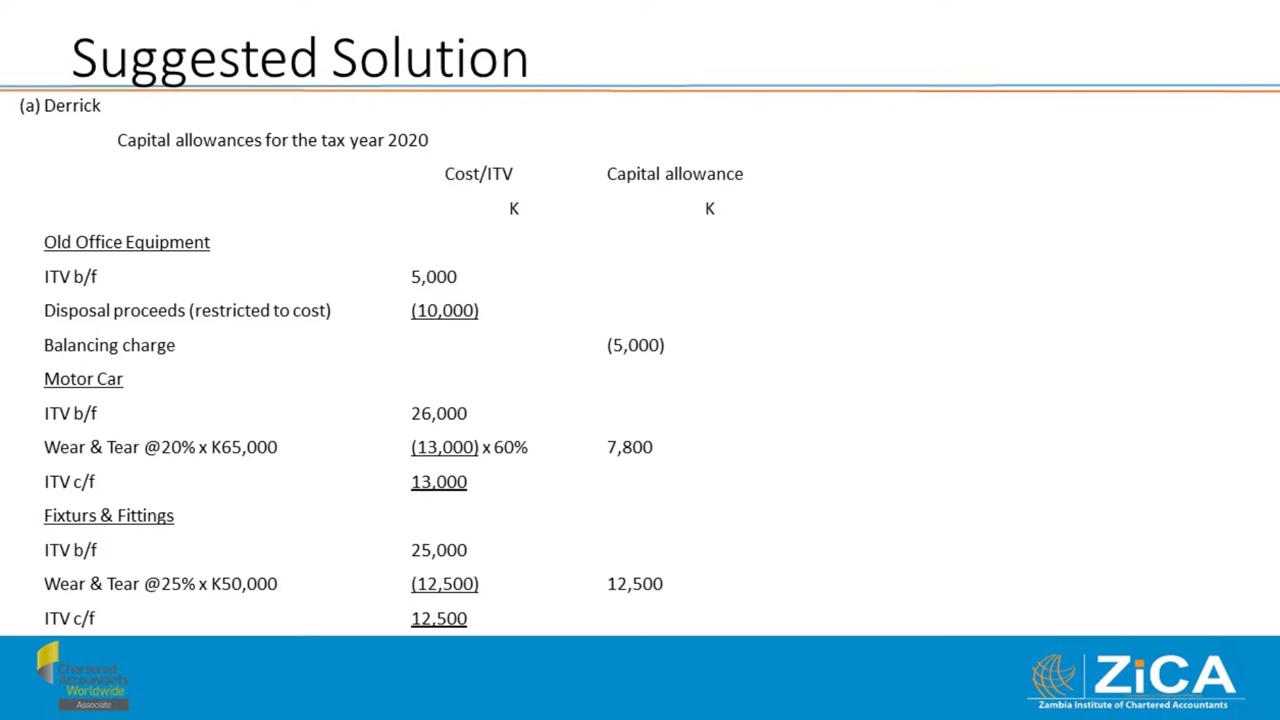 Suggested Solution
(a) Derrick
Capital allowances for the tax year 2020
Cost/ITV Capital allowance
K K
Old Office Equipment
ITV b/f 5,000
Disposal proceeds (restricted to cost) (10,000)
Balancing charge (5,000)
Motor Car
ITV b/f 26,000
Wear & Tear @20% x K65,000 (13,000) x 60% 7,800
ITV c/f 13,000
Fixturs & Fittings
ITV b/f 25,000
Wear & Tear @25% x K50,000 (12,500) 12,500
ITV c/f 12,500
Chartered
Accountants
Worldwide
Associate
ZiCA
Zambia Institute of Chartered Accountants